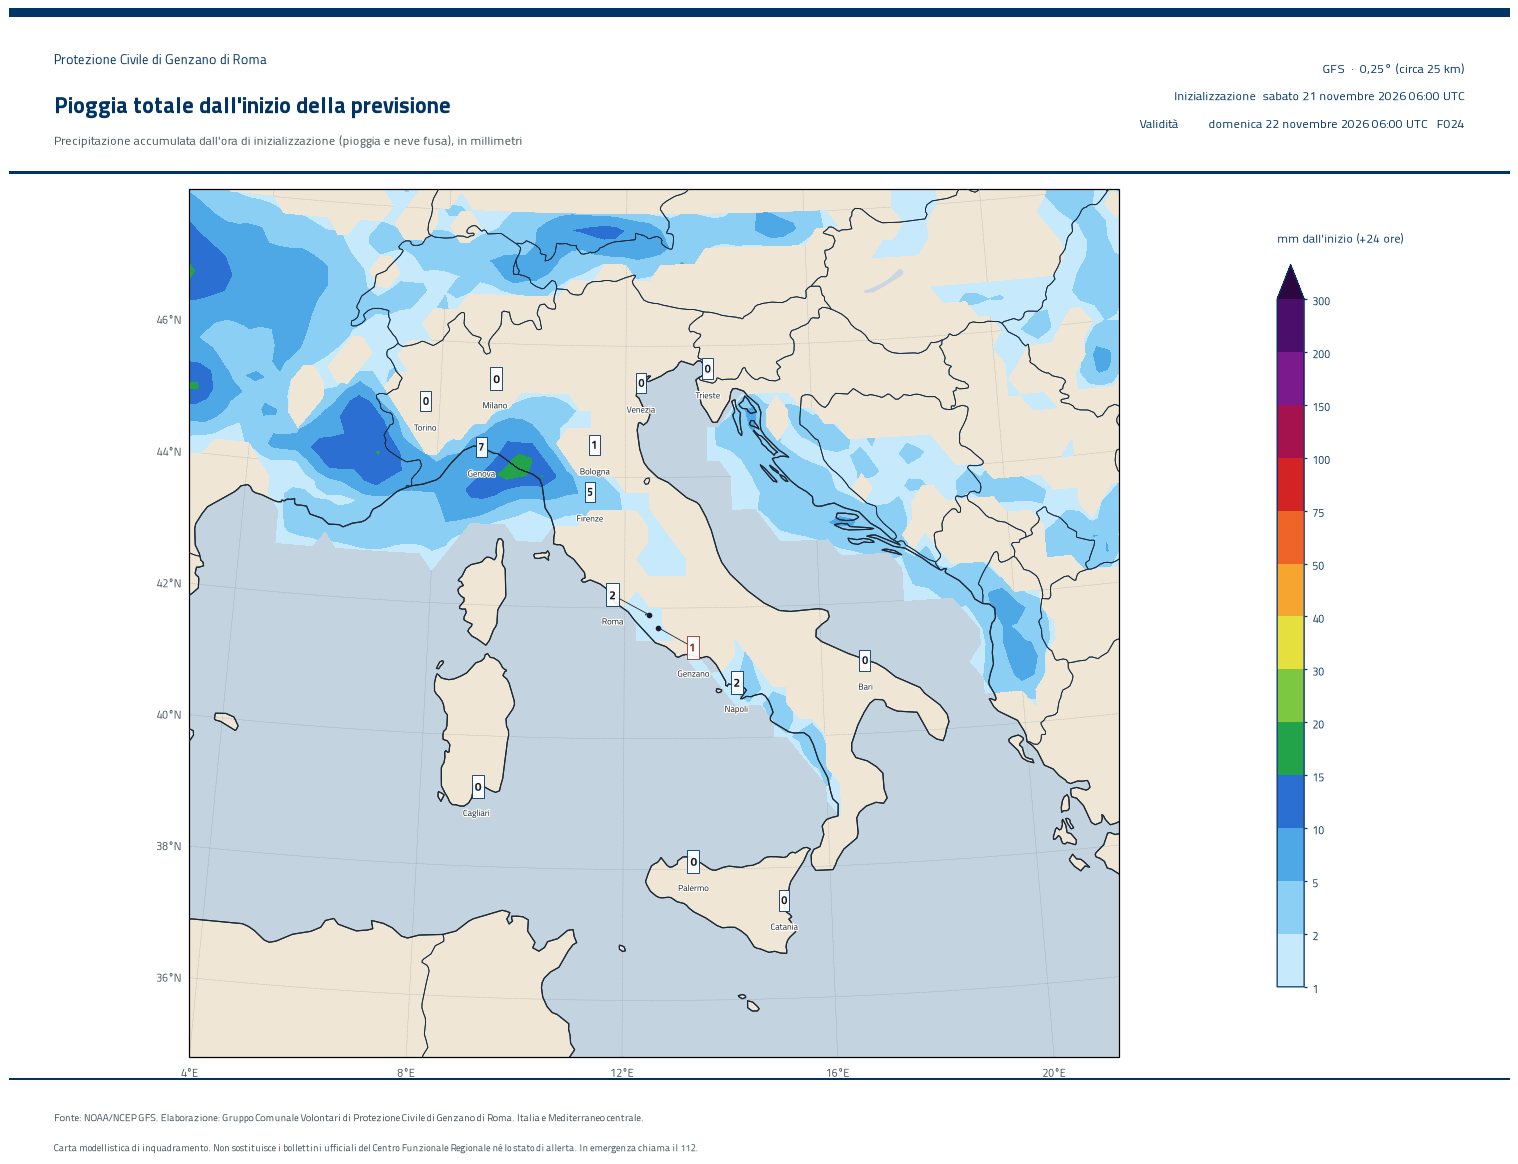 Protezione Civile di Genzano di Roma
Pioggia totale dall'inizio della previsione
Precipitazione accumulata dall'ora di inizializzazione (pioggia e neve fusa), in millimetri
GFS · 0,25° (circa 25 km)
Inizializzazione sabato 21 novembre 2026 06:00 UTC
Validità domenica 22 novembre 2026 06:00 UTC F024
mm dall'inizio (+24 ore)
300
200
150
100
75
50
40
30
20
15
10
5
2
1
46°N
44°N
42°N
40°N
38°N
36°N
4°E
8°E
12°E
16°E
20°E
0
Torino
0
Milano
0
Venezia
0
Trieste
7
Genova
1
Bologna
5
Firenze
2
Roma
1
Genzano
2
Napoli
0
Bari
0
Cagliari
0
Palermo
0
Catania
Fonte: NOAA/NCEP GFS. Elaborazione: Gruppo Comunale Volontari di Protezione Civile di Genzano di Roma. Italia e Mediterraneo centrale.
Carta modellistica di inquadramento. Non sostituisce i bollettini ufficiali del Centro Funzionale Regionale né lo stato di allerta. In emergenza chiama il 112.